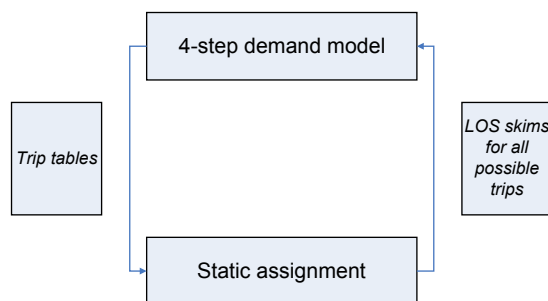 4-step demand model
Trip tables
LOS skims
for all
possible
trips
Static assignment